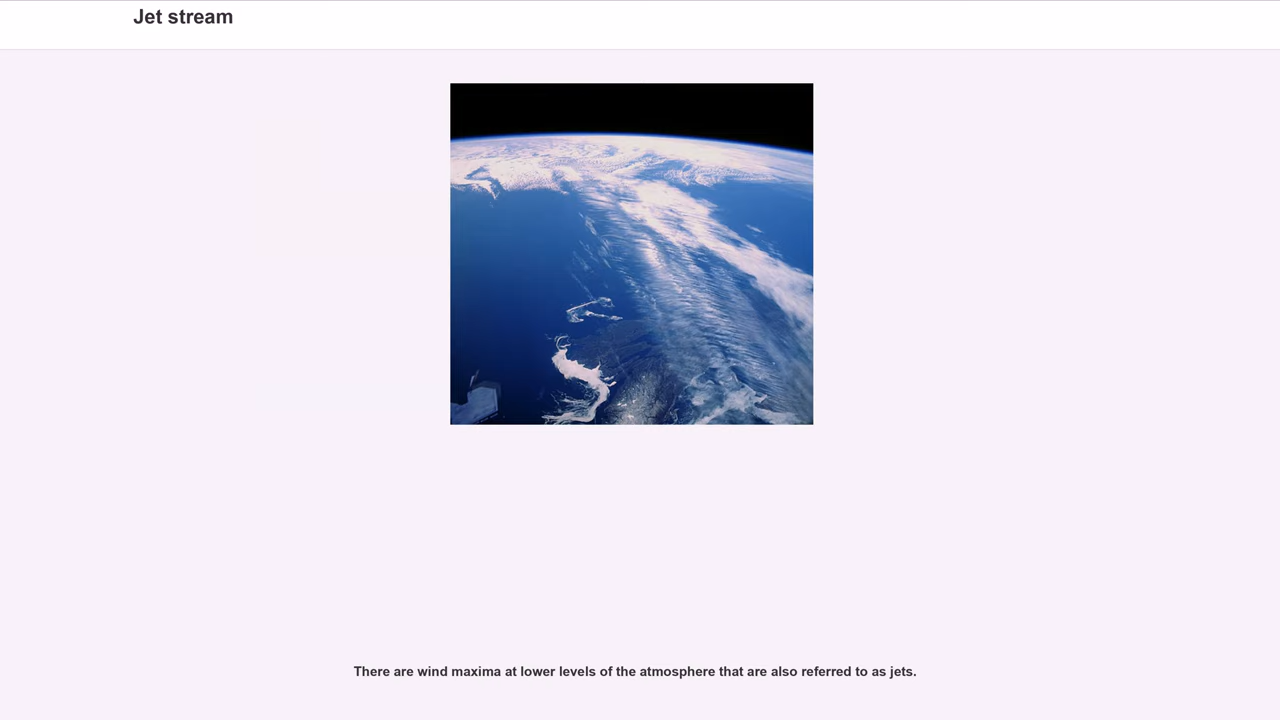 Jet stream
There are wind maxima at lower levels of the atmosphere that are also referred to as jets.